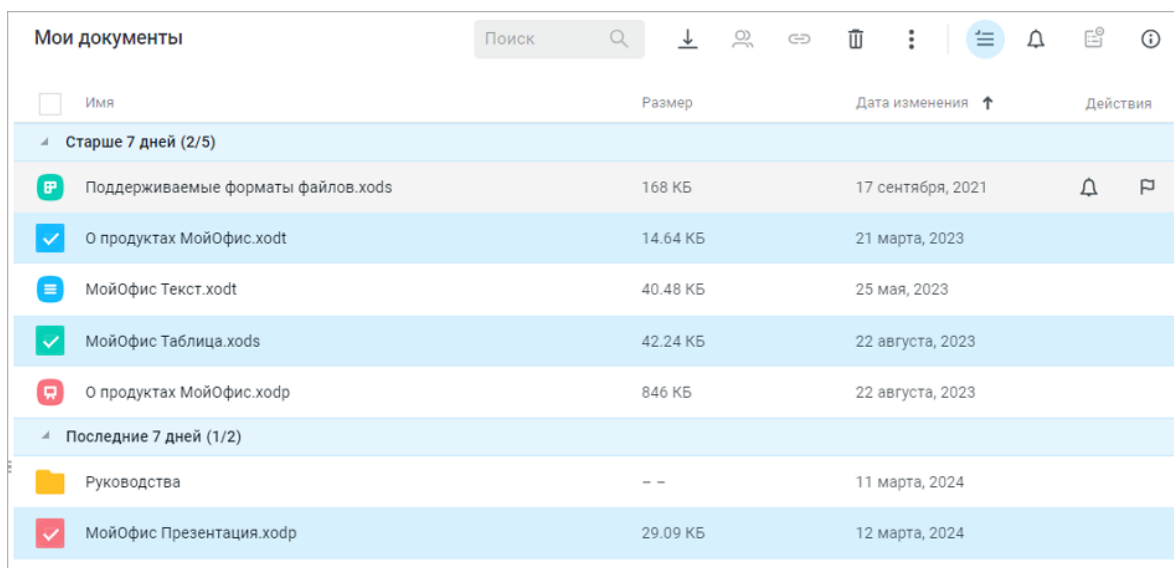 Мои документы Поиск
Имя Размер Дата изменения Действия
Старше 7 дней (2/5)
Поддерживаемые форматы файлов.xods 168 КБ 17 сентября, 2021
О продуктах МойОфис.xodt 14.64 КБ 21 марта, 2023
МойОфис Текст.xodt 40.48 КБ 25 мая, 2023
МойОфис Таблица.xods 42.24 КБ 22 августа, 2023
О продуктах МойОфис.xodp 846 КБ 22 августа, 2023
Последние 7 дней (1/2)
Руководства – – 11 марта, 2024
МойОфис Презентация.xodp 29.09 КБ 12 марта, 2024